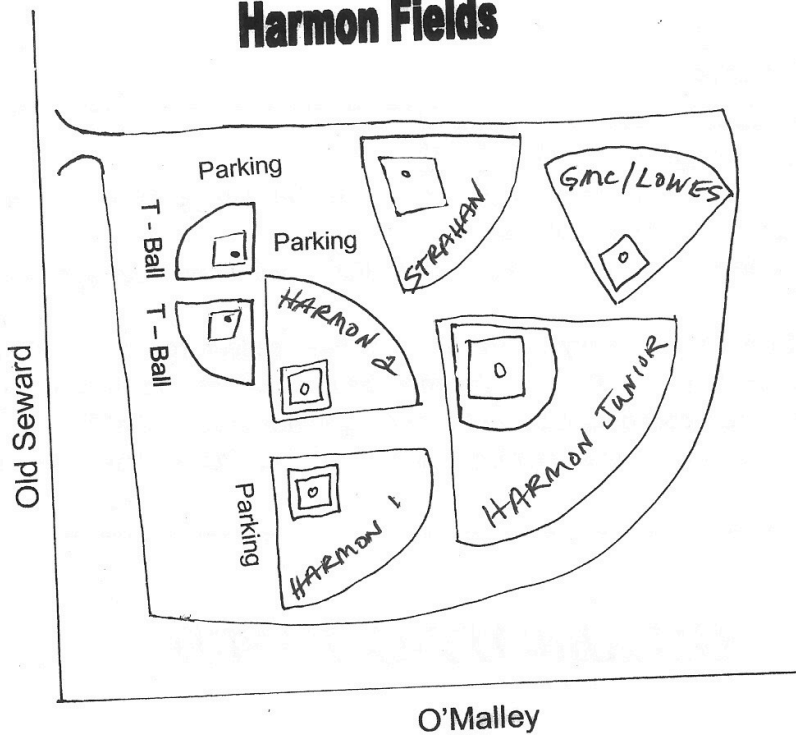 Harmon Fields
Parking
STRAHAN
GMC/LOWES
T - Ball
Parking
HARMON 2
T - Ball
HARMON JUNIOR
Old Seward
Parking
HARMON 1
O'Malley